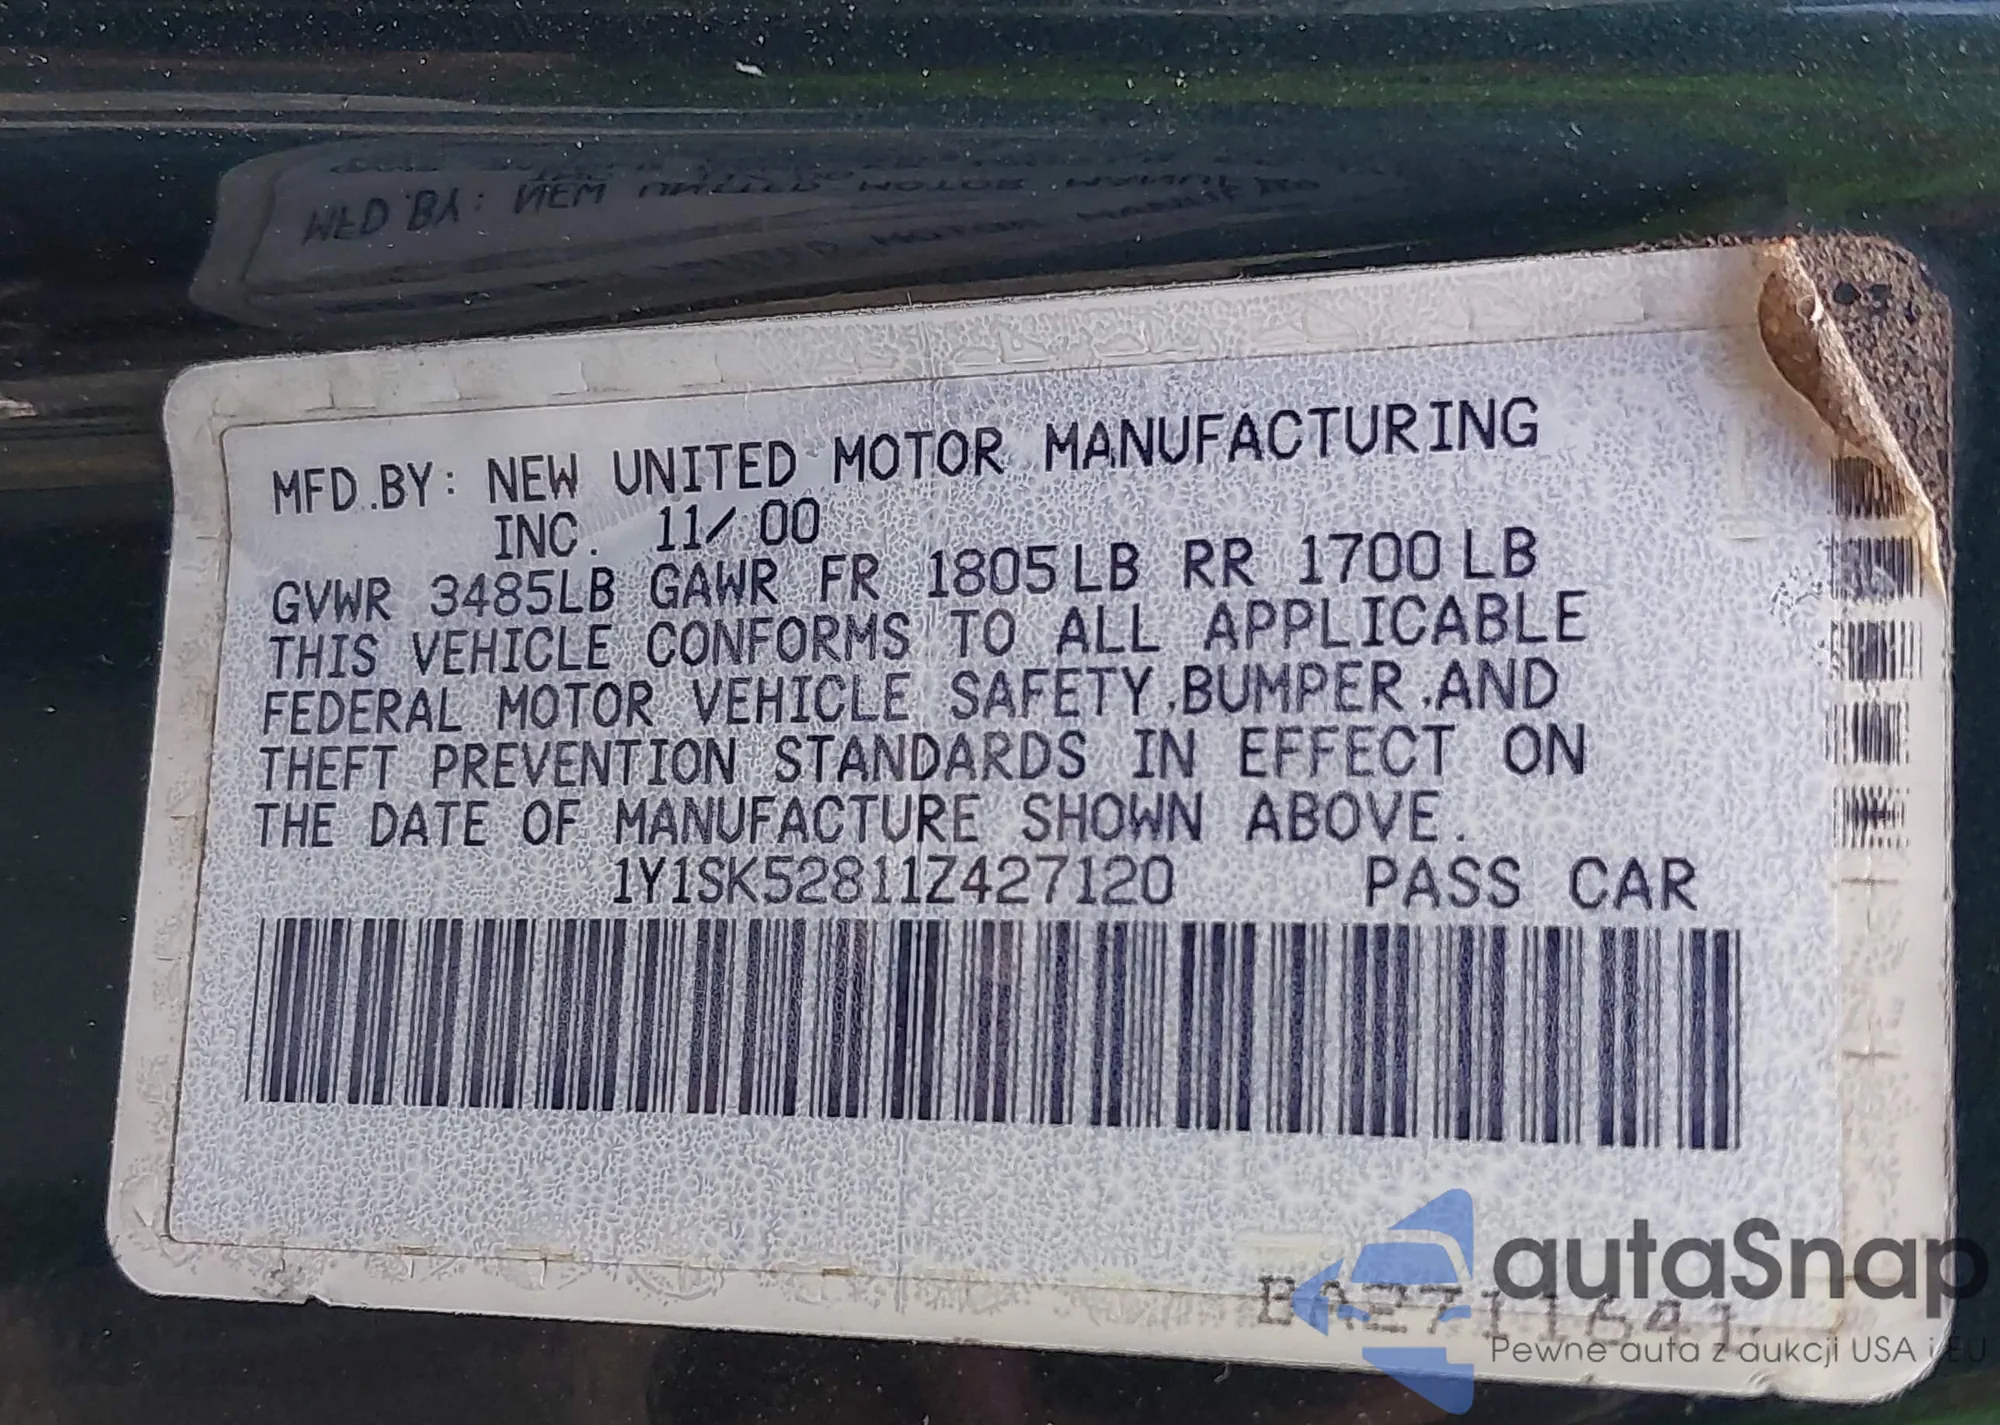 MFD.BY: NEW UNITED MOTOR MANUFACTURING
INC. 11/ 00
GVWR 3485LB GAWR FR 1805LB RR 1700LB
THIS VEHICLE CONFORMS TO ALL APPLICABLE
FEDERAL MOTOR VEHICLE SAFETY,BUMPER,AND
THEFT PREVENTION STANDARDS IN EFFECT ON
THE DATE OF MANUFACTURE SHOWN ABOVE.
1Y1SK52811Z427120 PASS CAR
autaSnap
Pewne auta z aukcji USA i EU